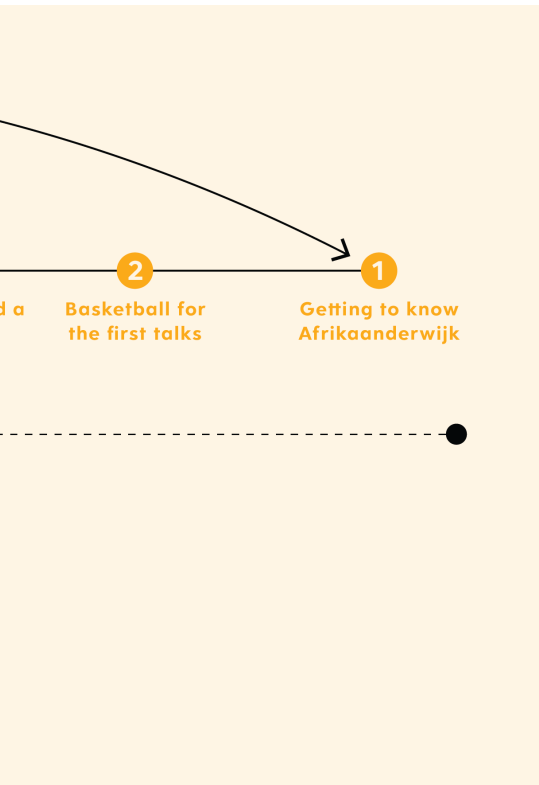 2
1
d a
Basketball for
the first talks
Getting to know
Afrikaanderwijk